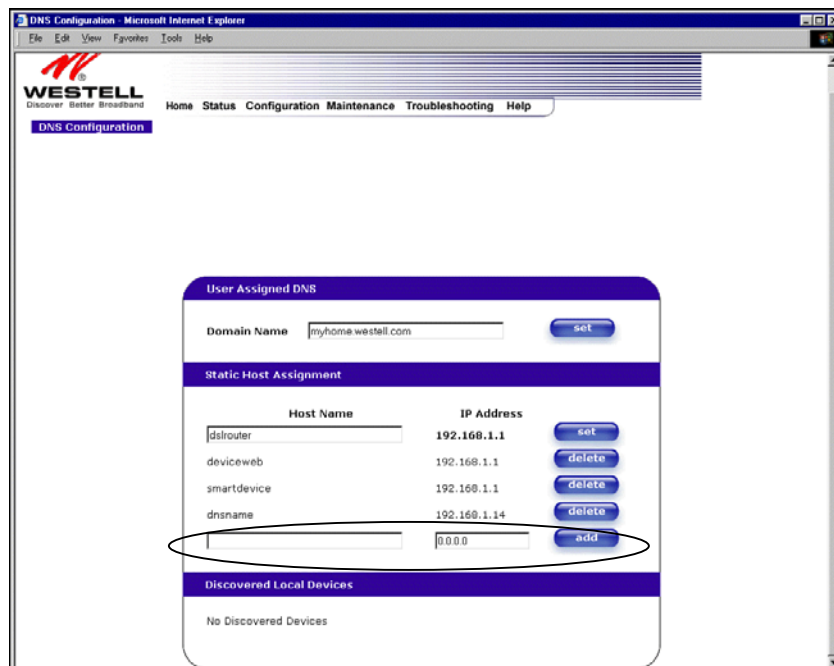 DNS Configuration - Microsoft Internet Explorer
File Edit View Favorites Tools Help
WESTELL
®
Discover Better Broadband
Home Status Configuration Maintenance Troubleshooting Help
DNS Configuration
User Assigned DNS
Domain Name myhome.westell.com set
Static Host Assignment
Host Name IP Address
dslrouter 192.168.1.1 set
deviceweb 192.168.1.1 delete
smartdevice 192.168.1.1 delete
dnsname 192.168.1.14 delete
0.0.0.0 add
Discovered Local Devices
No Discovered Devices